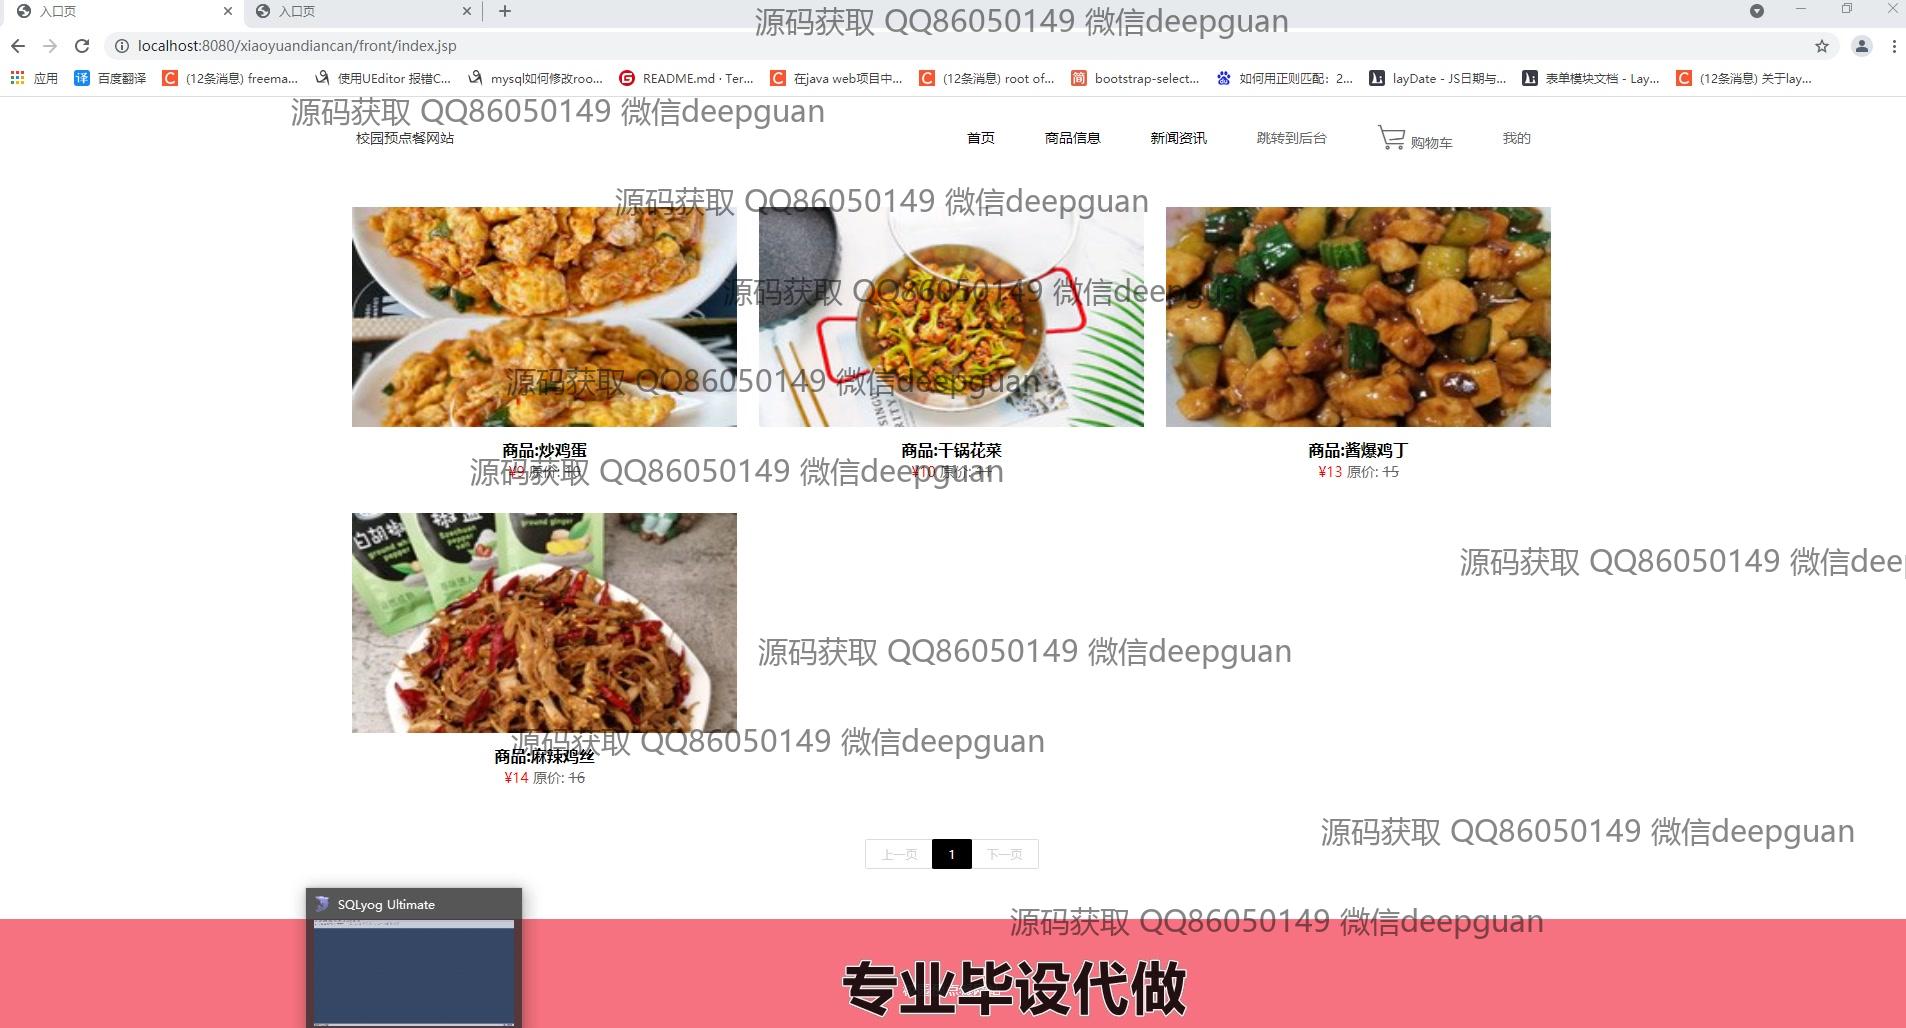 入口页
入口页
源码获取 QQ86050149 微信deepguan
localhost:8080/xiaoyuandiancan/front/index.jsp
应用
百度翻译
(12条消息) freema...
使用UEditor 报错C...
mysql如何修改roo...
README.md · Ter...
在java web项目中...
(12条消息) root of...
bootstrap-select...
如何用正则匹配：2...
layDate - JS日期与...
表单模块文档 - Lay...
(12条消息) 关于lay...
源码获取 QQ86050149 微信deepguan
校园预点餐网站
首页
商品信息
新闻资讯
跳转到后台
购物车
我的
源码获取 QQ86050149 微信deepguan
源码获取 QQ86050149 微信deepguan
源码获取 QQ86050149 微信deepguan
商品:炒鸡蛋
¥9 原价: 10
商品:干锅花菜
¥10 原价: 11
商品:酱爆鸡丁
¥13 原价: 15
源码获取 QQ86050149 微信deepguan
白胡椒
ground
pepper
Szechuan
pepper
salt
ground ginger
源码获取 QQ86050149 微信deep
源码获取 QQ86050149 微信deepguan
源码获取 QQ86050149 微信deepguan
商品:麻辣鸡丝
¥14 原价: 16
源码获取 QQ86050149 微信deepguan
上一页
1
下一页
SQLyog Ultimate
源码获取 QQ86050149 微信deepguan
专业毕设代做